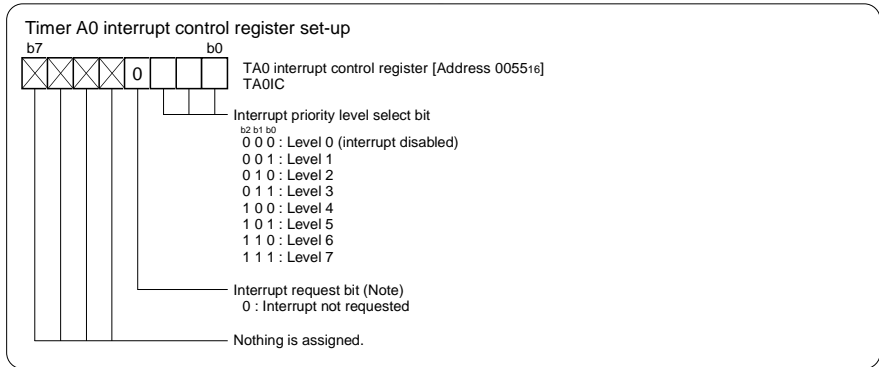 Timer A0 interrupt control register set-up
b7 b0
0
TA0 interrupt control register [Address 005516]
TA0IC
Interrupt priority level select bit
b2 b1 b0
0 0 0 : Level 0 (interrupt disabled)
0 0 1 : Level 1
0 1 0 : Level 2
0 1 1 : Level 3
1 0 0 : Level 4
1 0 1 : Level 5
1 1 0 : Level 6
1 1 1 : Level 7
Interrupt request bit (Note)
0 : Interrupt not requested
Nothing is assigned.